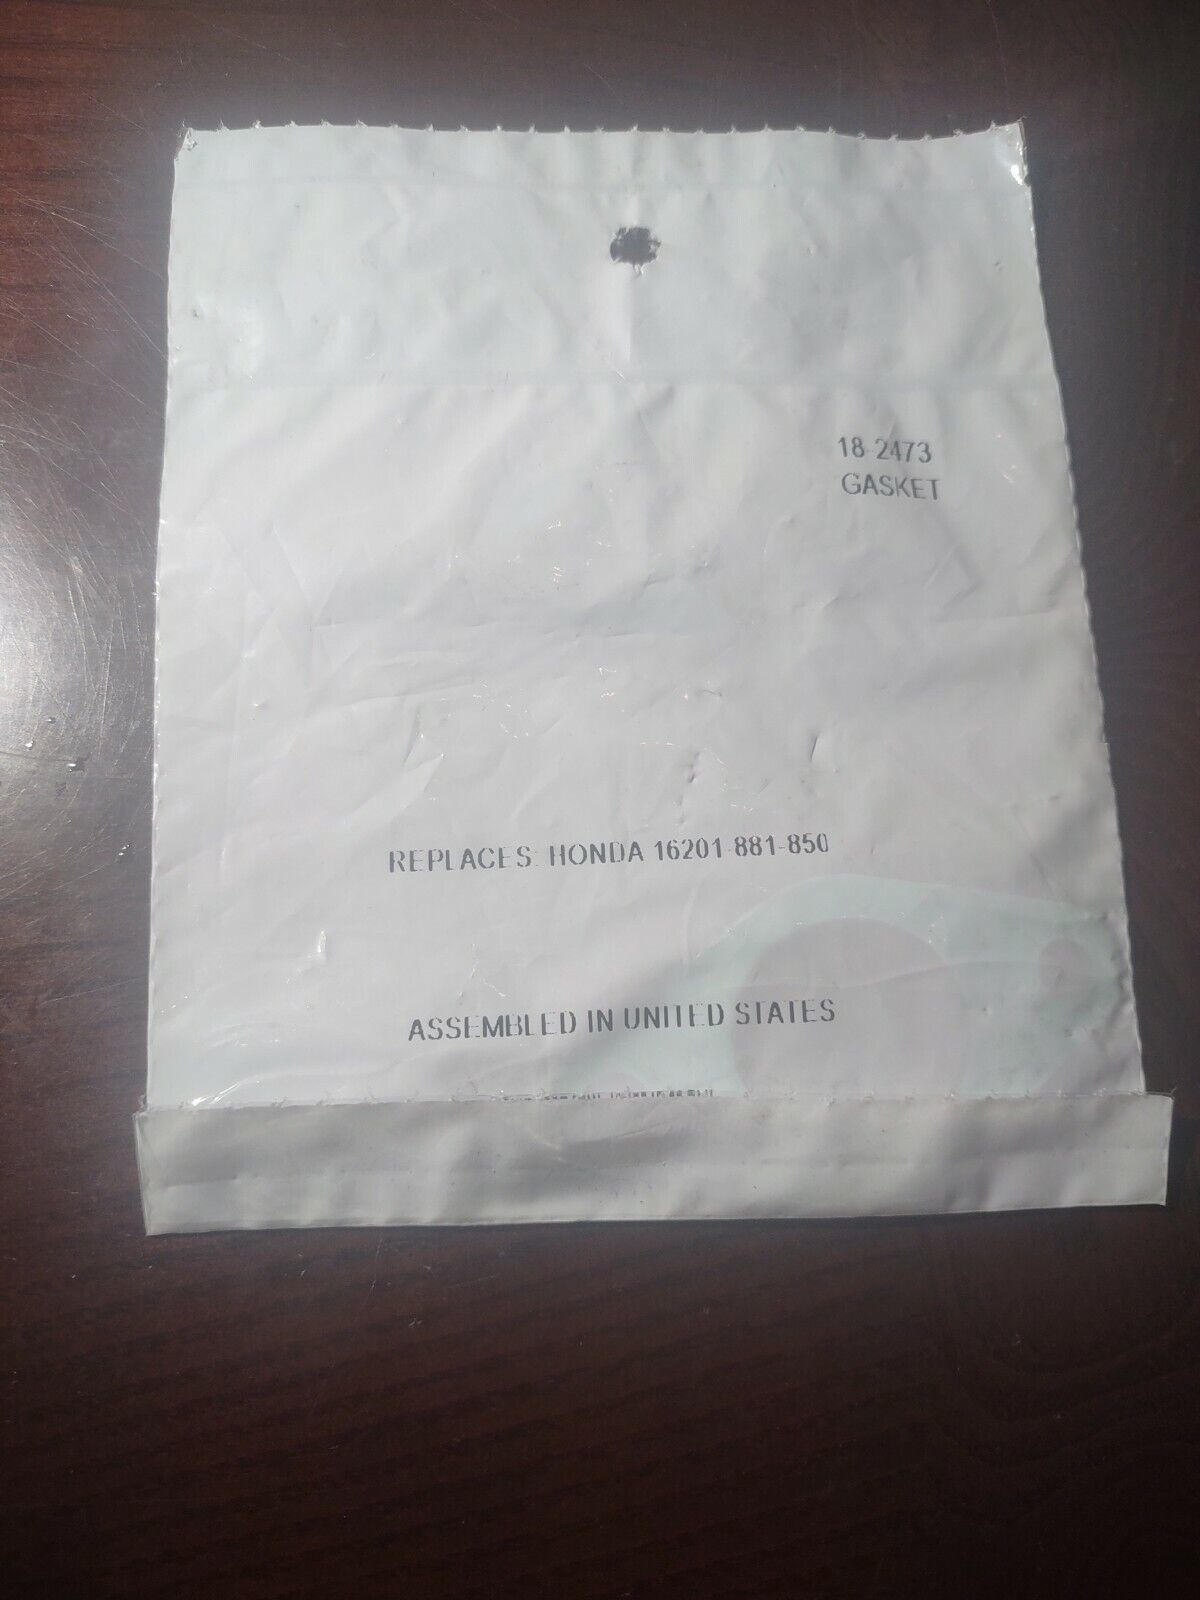 18-2473
GASKET
REPLACES: HONDA 16201-881-850
ASSEMBLED IN UNITED STATES